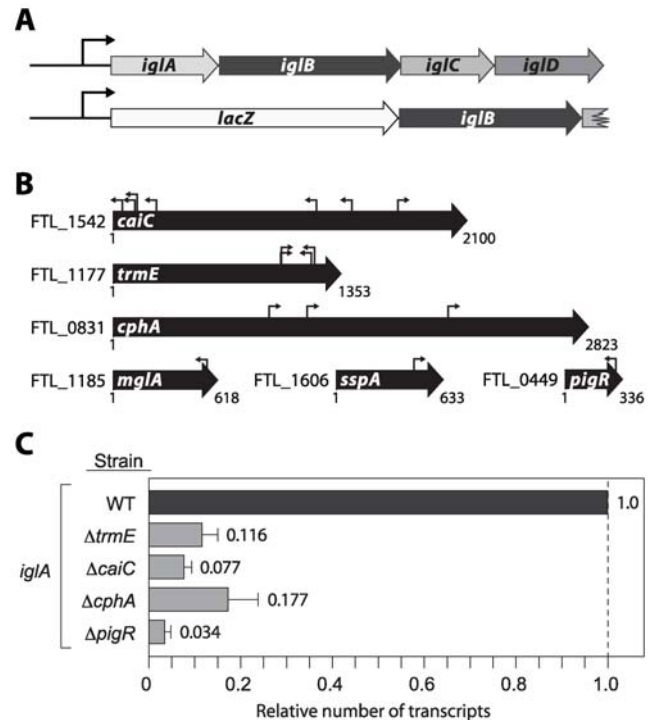 A
iglA iglB iglC iglD
lacZ iglB
B
FTL_1542 caiC
1 2100
FTL_1177 trmE
1 1353
FTL_0831 cphA
1 2823
FTL_1185 mglA FTL_1606 sspA FTL_0449 pigR
1 618 1 633 1 336
C
Strain
WT 1.0
ΔtrmE 0.116
ΔcaiC 0.077
iglA
ΔcphA 0.177
ΔpigR 0.034
0 0.2 0.4 0.6 0.8 1.0
Relative number of transcripts